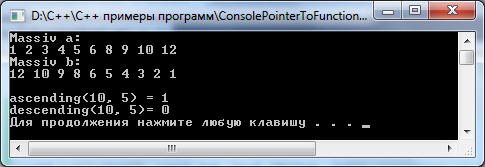 D:\C++\C++ примеры программ\ConsolePointerToFunction...
Massiv a:
1 2 3 4 5 6 8 9 10 12
Massiv b:
12 10 9 8 6 5 4 3 2 1
ascending(10, 5) = 1
descending(10, 5)= 0
Для продолжения нажмите любую клавишу . . . _